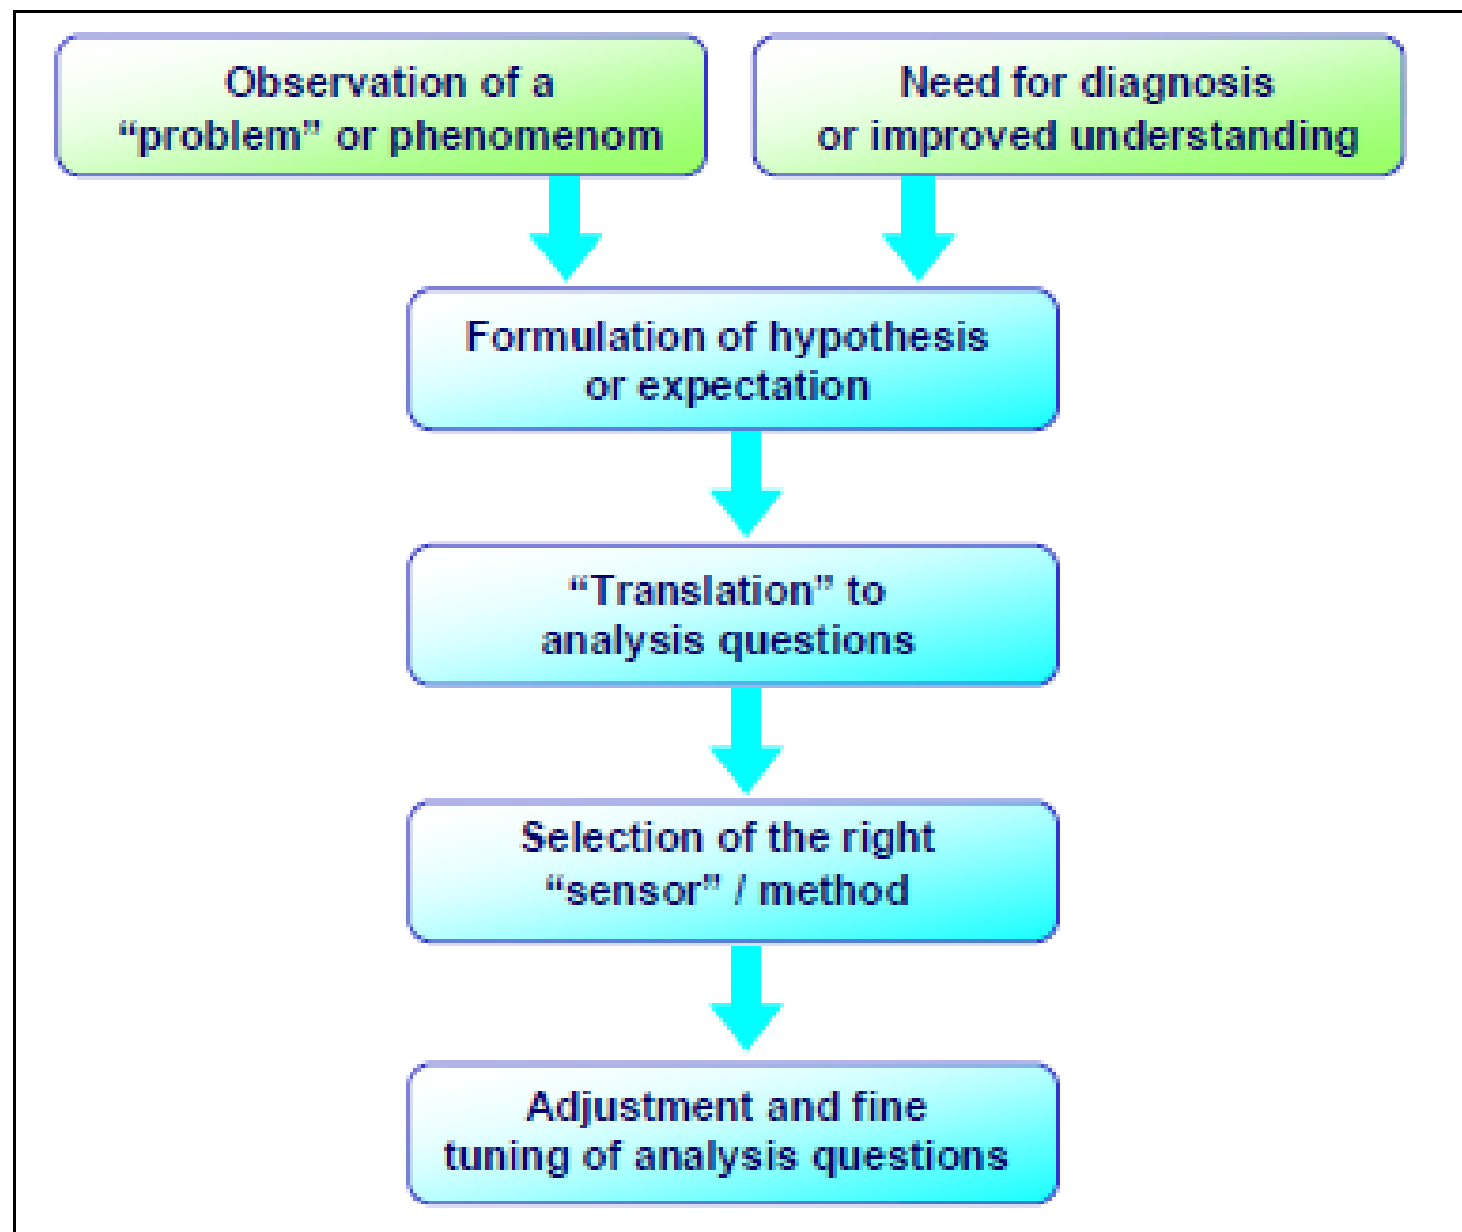 Observation of a
“problem” or phenomenom
Need for diagnosis
or improved understanding
Formulation of hypothesis
or expectation
“Translation” to
analysis questions
Selection of the right
“sensor” / method
Adjustment and fine
tuning of analysis questions